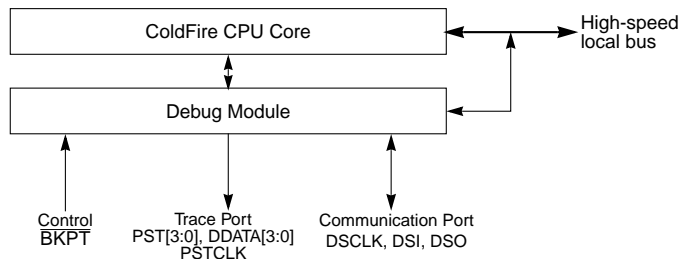 ColdFire CPU Core
High-speed
local bus
Debug Module
Control
BKPT
Trace Port
PST[3:0], DDATA[3:0]
PSTCLK
Communication Port
DSCLK, DSI, DSO